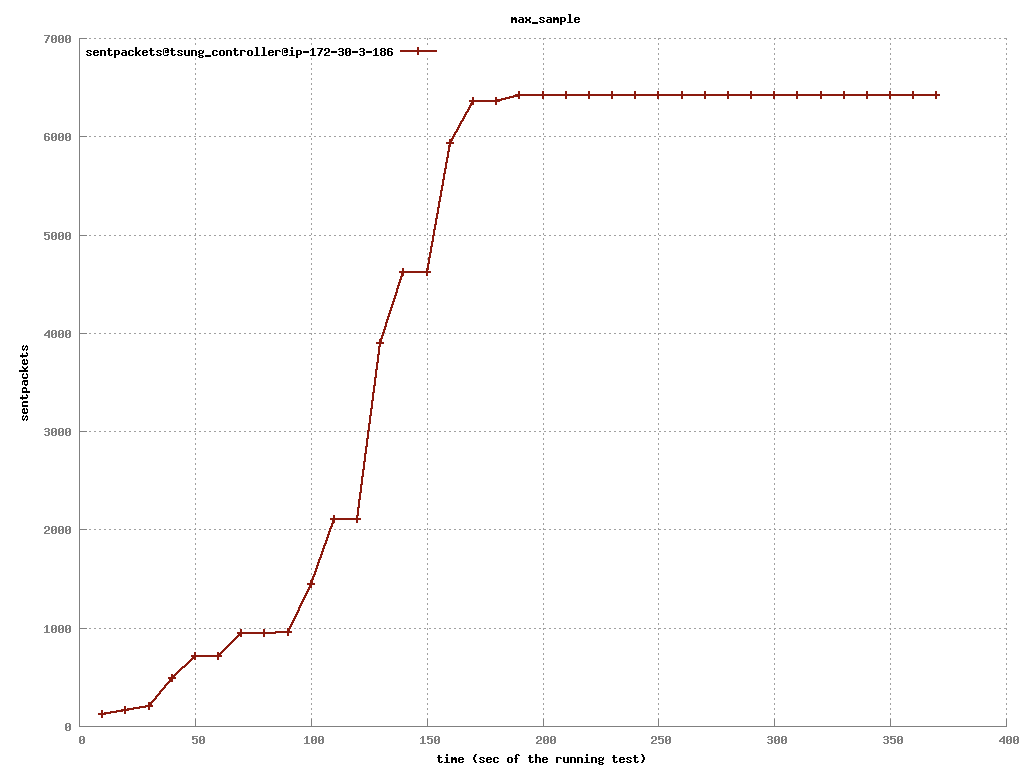 max_sample
7000
sentpackets@tsung_controller@ip-172-30-3-186
6000
5000
4000
sentpackets
3000
2000
1000
0
0 50 100 150 200 250 300 350 400
time (sec of the running test)